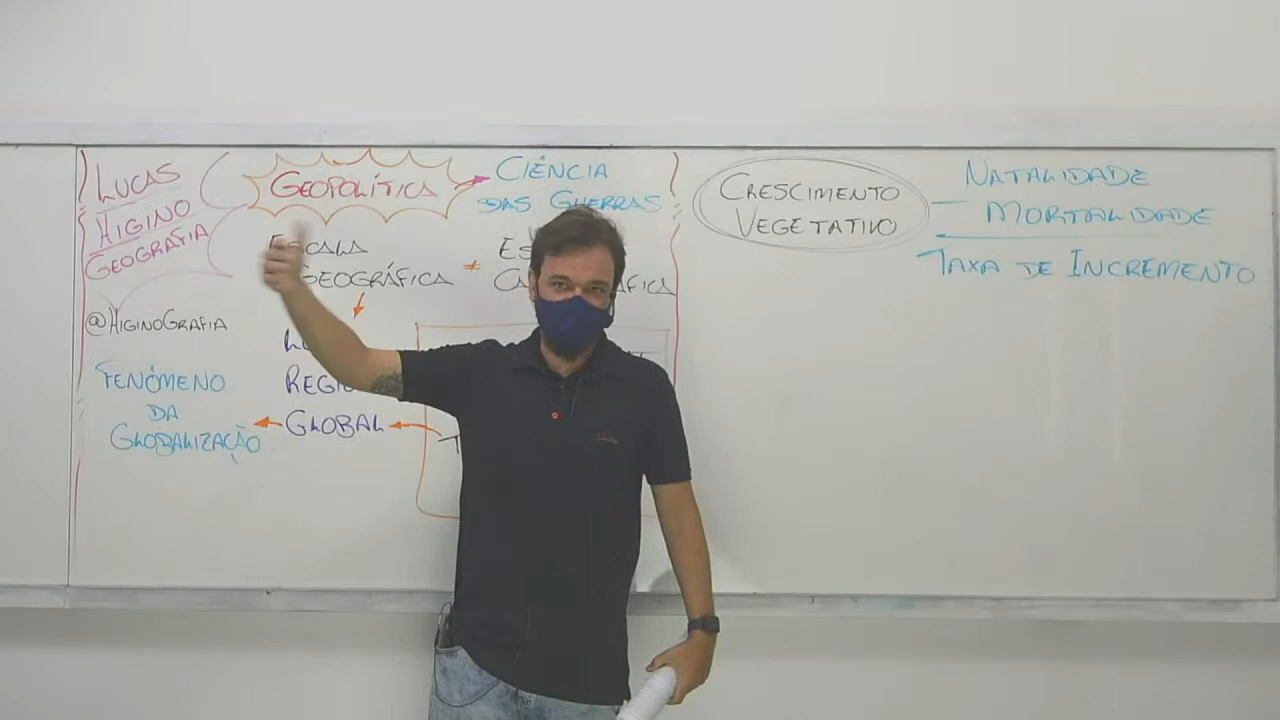 LUCAS
HIGINO
GEOGRAFIA
@HIGINOGRAFIA
FENÔMENO
DA
GLOBALIZAÇÃO
GEOPOLÍTICA
CIÊNCIA
DAS GUERRAS
ESCALA
GEOGRÁFICA ≠
GLOBAL
CRESCIMENTO
VEGETATIVO
NATALIDADE
— MORTALIDADE
TAXA DE INCREMENTO